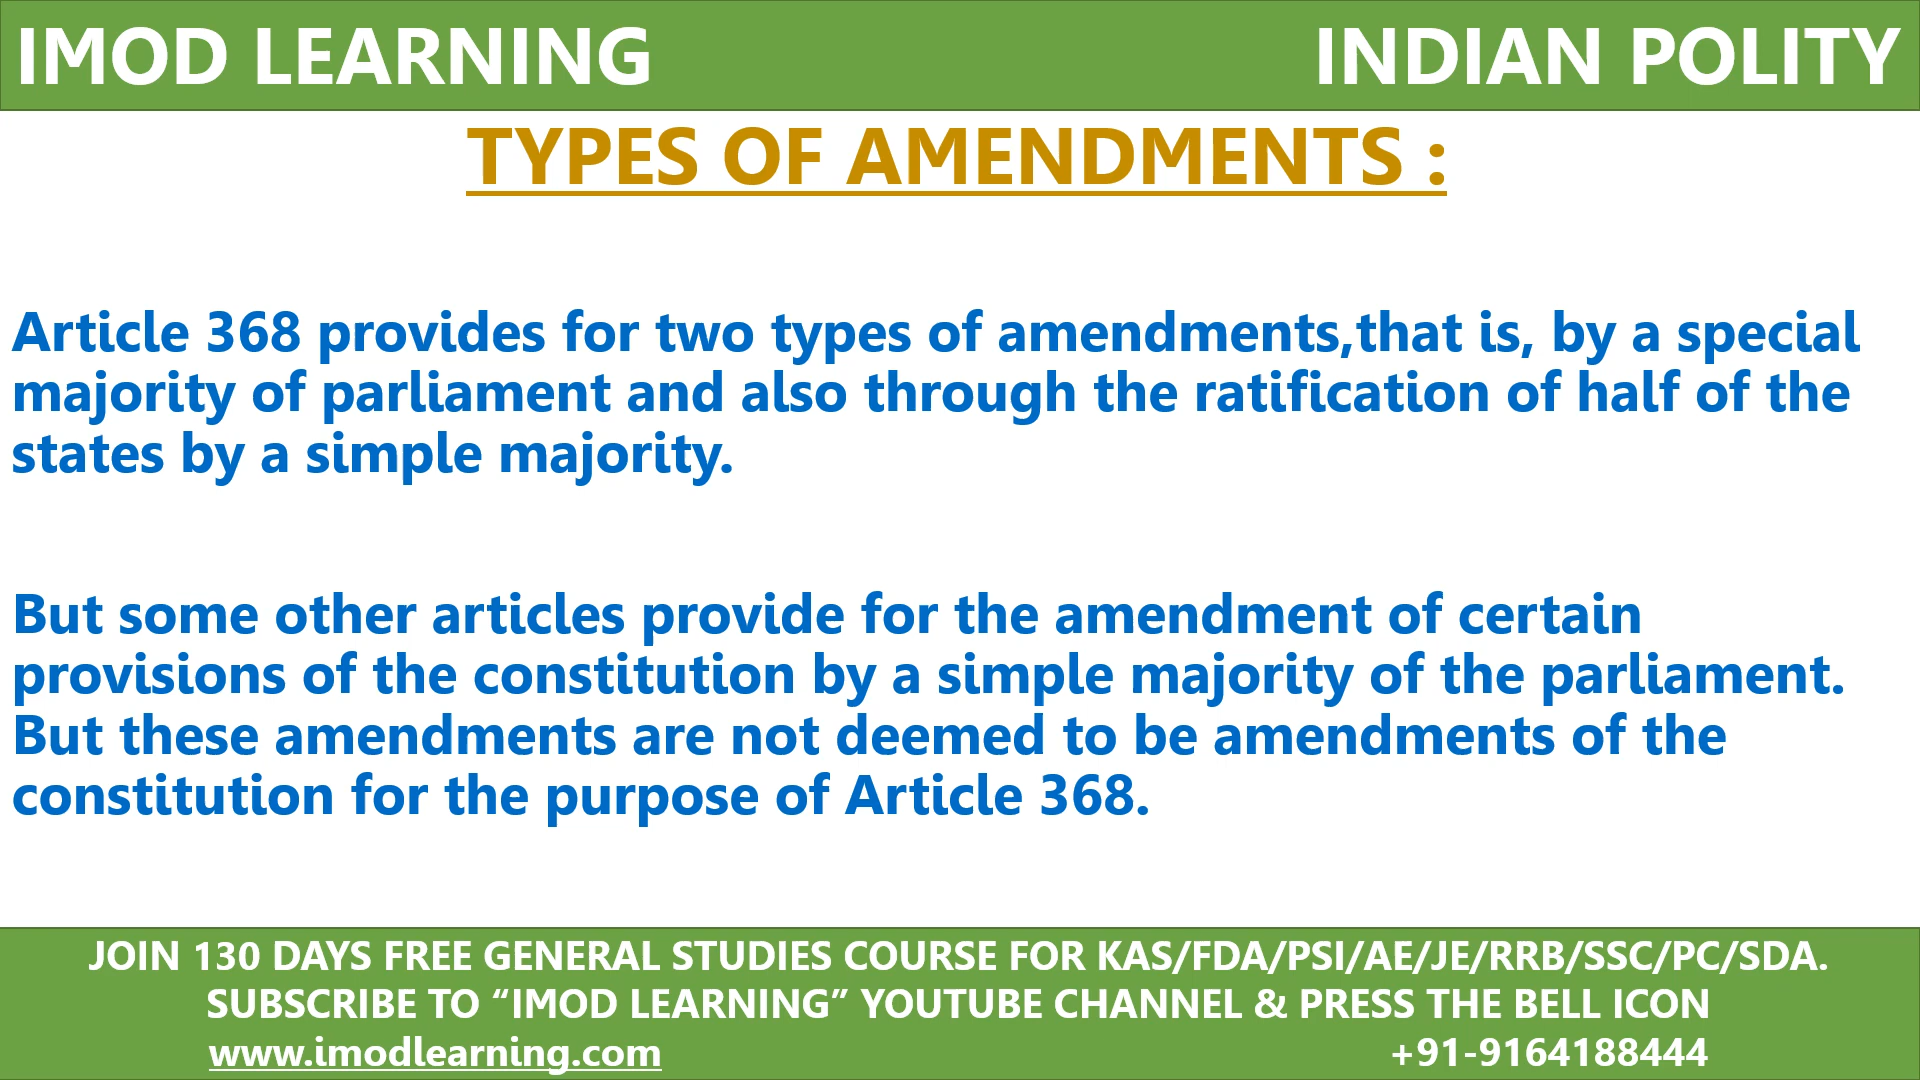 IMOD LEARNING INDIAN POLITY
TYPES OF AMENDMENTS :
Article 368 provides for two types of amendments,that is, by a special
majority of parliament and also through the ratification of half of the
states by a simple majority.
But some other articles provide for the amendment of certain
provisions of the constitution by a simple majority of the parliament.
But these amendments are not deemed to be amendments of the
constitution for the purpose of Article 368.
JOIN 130 DAYS FREE GENERAL STUDIES COURSE FOR KAS/FDA/PSI/AE/JE/RRB/SSC/PC/SDA.
SUBSCRIBE TO “IMOD LEARNING” YOUTUBE CHANNEL & PRESS THE BELL ICON
www.imodlearning.com +91-9164188444